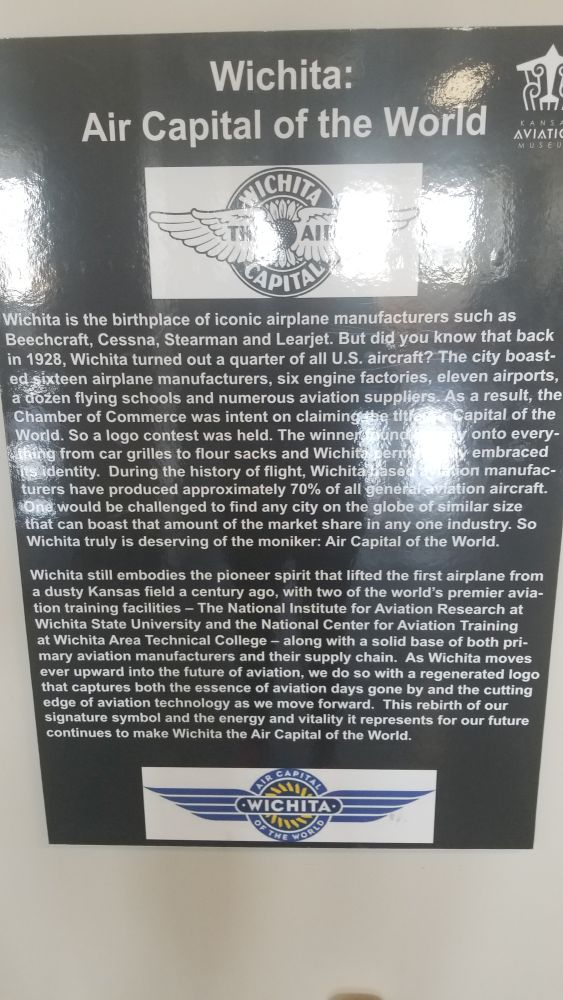 Wichita:
Air Capital of the World
KANSA
AVIATIO
MUSEU
WICHITA
TH AIR
CAPITAL
Wichita is the birthplace of iconic airplane manufacturers such as
Beechcraft, Cessna, Stearman and Learjet. But did you know that back
in 1928, Wichita turned out a quarter of all U.S. aircraft? The city boast-
ed sixteen airplane manufacturers, six engine factories, eleven airports,
a dozen flying schools and numerous aviation suppliers. As a result, the
Chamber of Commerce was intent on claiming the title Capital of the
World. So a logo contest was held. The winner found onto every-
thing from car grilles to flour sacks and Wichita embraced
its identity. During the history of flight, Wichita based aviation manufac-
turers have produced approximately 70% of all general aviation aircraft.
One would be challenged to find any city on the globe of similar size
that can boast that amount of the market share in any one industry. So
Wichita truly is deserving of the moniker: Air Capital of the World.
Wichita still embodies the pioneer spirit that lifted the first airplane from
a dusty Kansas field a century ago, with two of the world's premier avia-
tion training facilities – The National Institute for Aviation Research at
Wichita State University and the National Center for Aviation Training
at Wichita Area Technical College – along with a solid base of both pri-
mary aviation manufacturers and their supply chain. As Wichita moves
ever upward into the future of aviation, we do so with a regenerated logo
that captures both the essence of aviation days gone by and the cutting
edge of aviation technology as we move forward. This rebirth of our
signature symbol and the energy and vitality it represents for our future
continues to make Wichita the Air Capital of the World.
AIR CAPITAL
·WICHITA·
OF THE WORLD